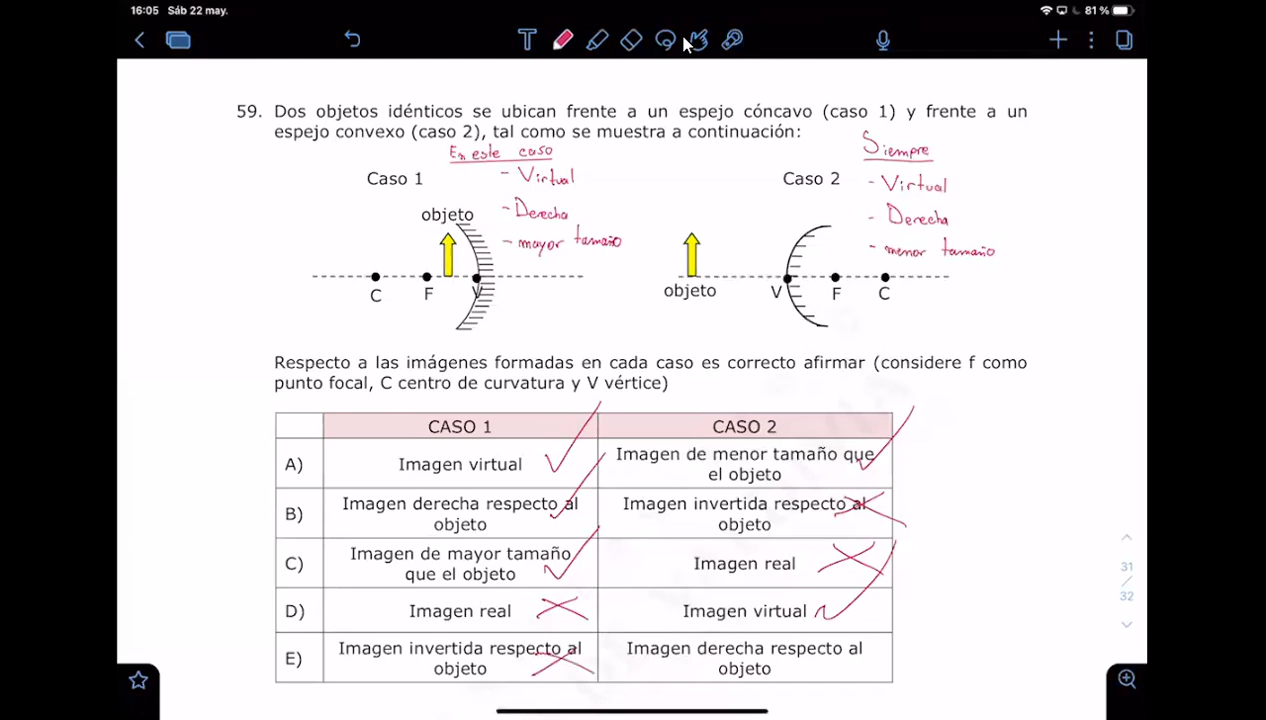 16:05 Sáb 22 may.
81 %
59. Dos objetos idénticos se ubican frente a un espejo cóncavo (caso 1) y frente a un
espejo convexo (caso 2), tal como se muestra a continuación:
En este caso
Siempre
Caso 1
- Virtual
Caso 2
- Virtual
objeto
- Derecha
- Derecha
- mayor tamaño
- menor tamaño
C F V
objeto V F C
Respecto a las imágenes formadas en cada caso es correcto afirmar (considere f como
punto focal, C centro de curvatura y V vértice)
CASO 1 CASO 2
A) Imagen virtual Imagen de menor tamaño que
el objeto
B) Imagen derecha respecto al Imagen invertida respecto al
objeto objeto
C) Imagen de mayor tamaño Imagen real
que el objeto
D) Imagen real Imagen virtual
E) Imagen invertida respecto al Imagen derecha respecto al
objeto objeto
31
/
32